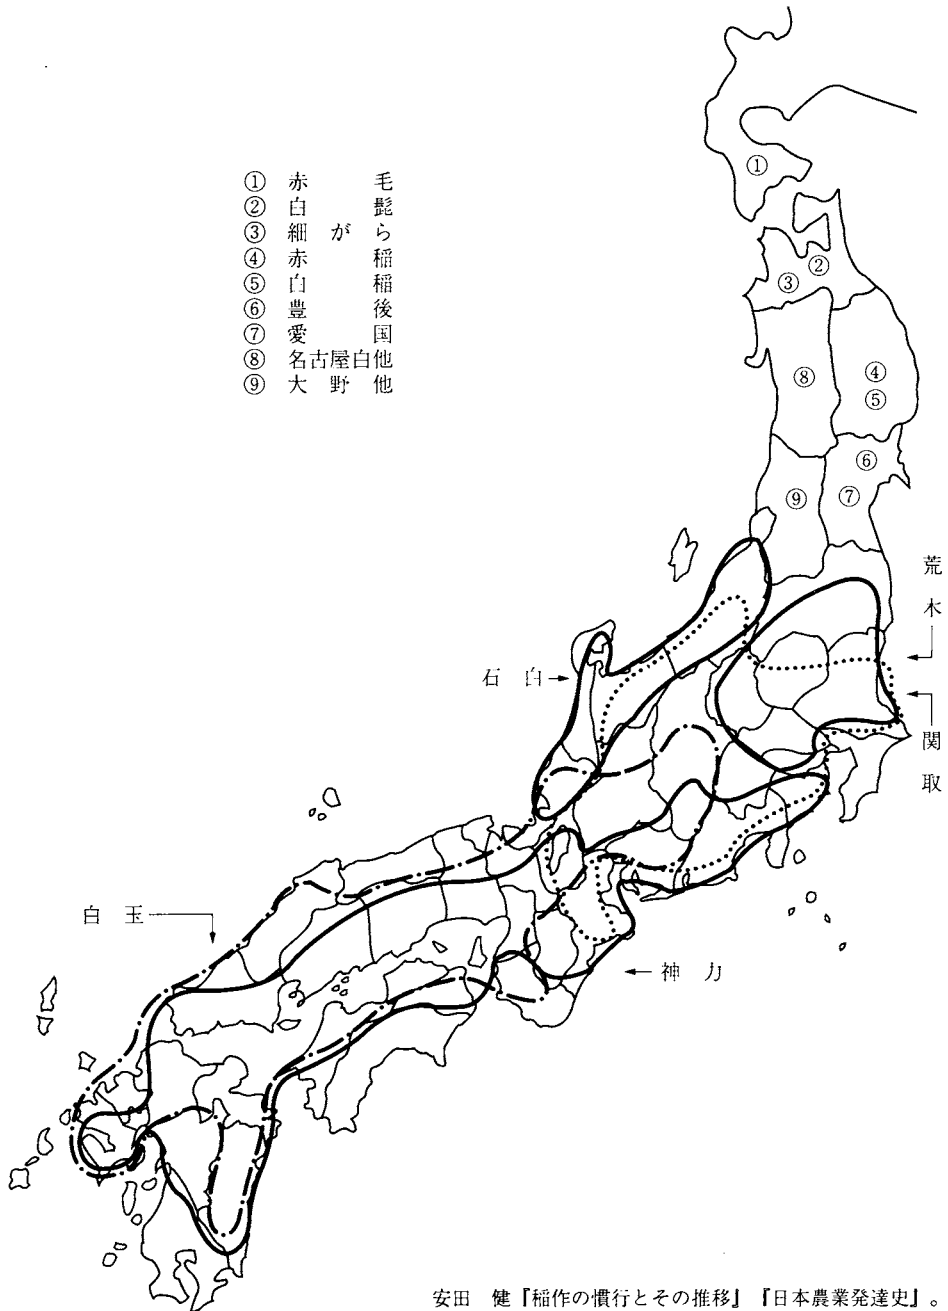 ① 赤毛
② 白髭
③ 細がら
④ 赤稲
⑤ 白稲
⑥ 豊後
⑦ 愛国
⑧ 名古屋白他
⑨ 大野他
①
②
③
④
⑤
⑥
⑦
⑧
⑨
荒木
関取
石白
白玉
神力
安田 健『稲作の慣行とその推移』『日本農業発達史』。